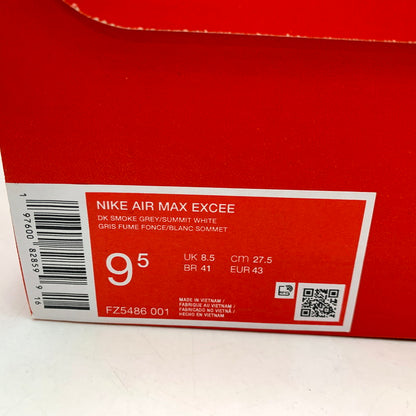 NIKE AIR MAX EXCEE
DK SMOKE GREY/SUMMIT WHITE
GRIS FUME FONCE/BLANC SOMMET
9 5
UK 8.5 cm 27.5
BR 41 EUR 43
FZ5486 001
MADE IN VIETNAM /
FABRIQUE AU VIETNAM /
FABRICADO NO VIETNÃ /
HECHO EN VIETNAM
1 97600 82859 9